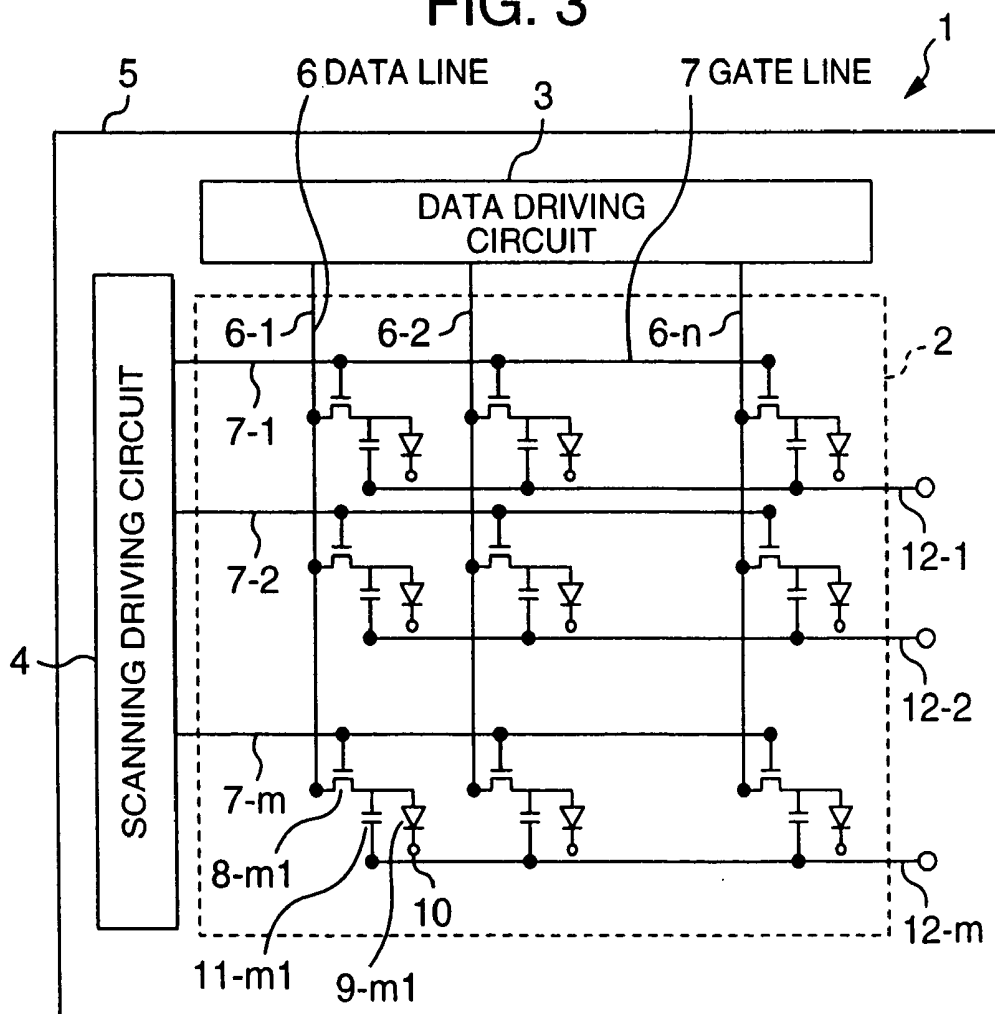 FIG. 3
1
5
6 DATA LINE
7 GATE LINE
3
DATA DRIVING
CIRCUIT
6-1
6-2
6-n
2
7-1
12-1
7-2
12-2
SCANNING DRIVING CIRCUIT
4
7-m
8-m1
10
12-m
11-m1
9-m1